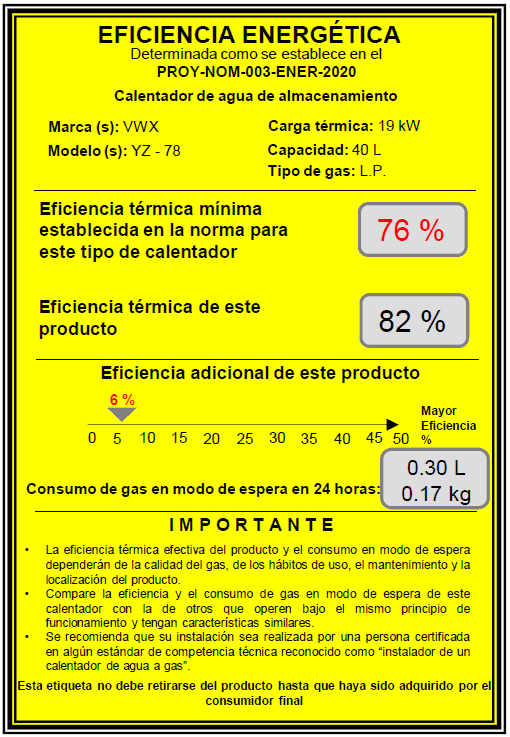 EFICIENCIA ENERGÉTICA
Determinada como se establece en el
PROY-NOM-003-ENER-2020
Calentador de agua de almacenamiento
Marca (s): VWX
Carga térmica: 19 kW
Modelo (s): YZ - 78
Capacidad: 40 L
Tipo de gas: L.P.
Eficiencia térmica mínima
establecida en la norma para
este tipo de calentador
76 %
Eficiencia térmica de este
producto
82 %
Eficiencia adicional de este producto
6 %
0 5 10 15 20 25 30 35 40 45 50
Mayor
Eficiencia
%
Consumo de gas en modo de espera en 24 horas:
0.30 L
0.17 kg
I M P O R T A N T E
• La eficiencia térmica efectiva del producto y el consumo en modo de espera
dependerán de la calidad del gas, de los hábitos de uso, el mantenimiento y la
localización del producto.
• Compare la eficiencia y el consumo de gas en modo de espera de este
calentador con la de otros que operen bajo el mismo principio de
funcionamiento y tengan características similares.
• Se recomienda que su instalación sea realizada por una persona certificada
en algún estándar de competencia técnica reconocido como “instalador de un
calentador de agua a gas”.
Esta etiqueta no debe retirarse del producto hasta que haya sido adquirido por el
consumidor final